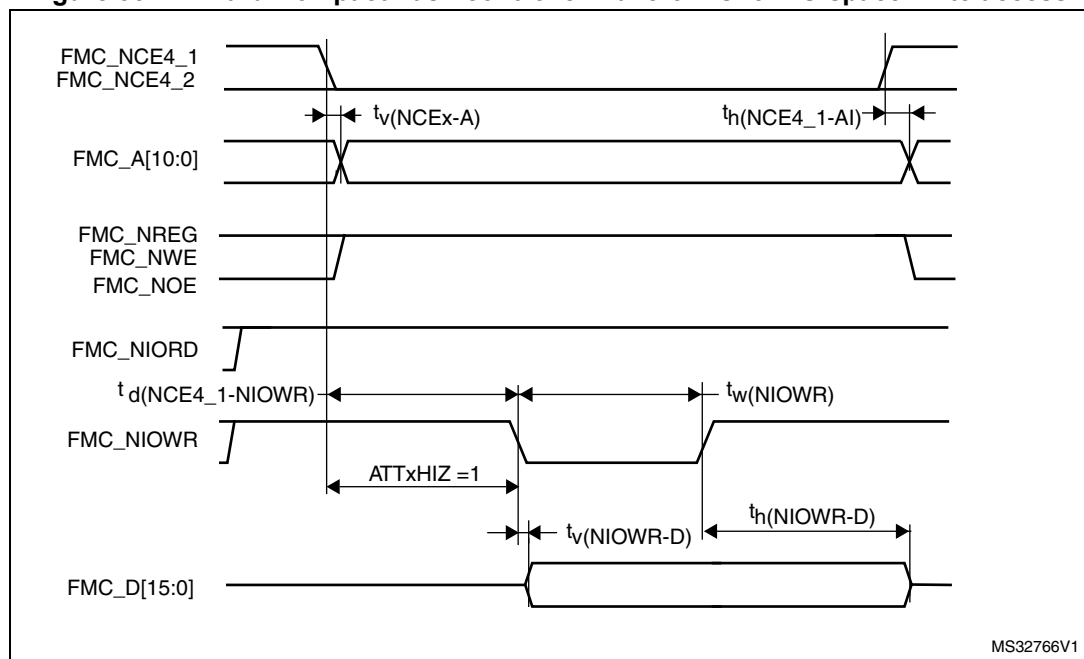 FMC_NCE4_1
FMC_NCE4_2
tv(NCEx-A)
th(NCE4_1-AI)
FMC_A[10:0]
FMC_NREG
FMC_NWE
FMC_NOE
FMC_NIORD
t d(NCE4_1-NIOWR)
tw(NIOWR)
FMC_NIOWR
ATTxHIZ =1
th(NIOWR-D)
tv(NIOWR-D)
FMC_D[15:0]
MS32766V1